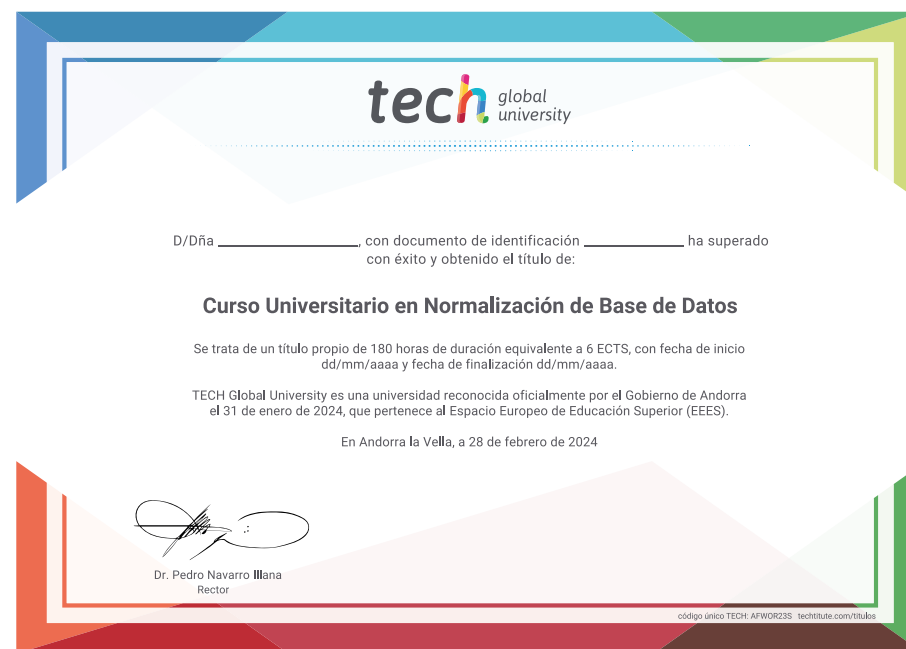 tech global university
D/Dña ______________, con documento de identificación __________ ha superado
con éxito y obtenido el título de:
Curso Universitario en Normalización de Base de Datos
Se trata de un título propio de 180 horas de duración equivalente a 6 ECTS, con fecha de inicio
dd/mm/aaaa y fecha de finalización dd/mm/aaaa.
TECH Global University es una universidad reconocida oficialmente por el Gobierno de Andorra
el 31 de enero de 2024, que pertenece al Espacio Europeo de Educación Superior (EEES).
En Andorra la Vella, a 28 de febrero de 2024
Dr. Pedro Navarro Illana
Rector
código único TECH: AFWOR23S techtitute.com/titulos